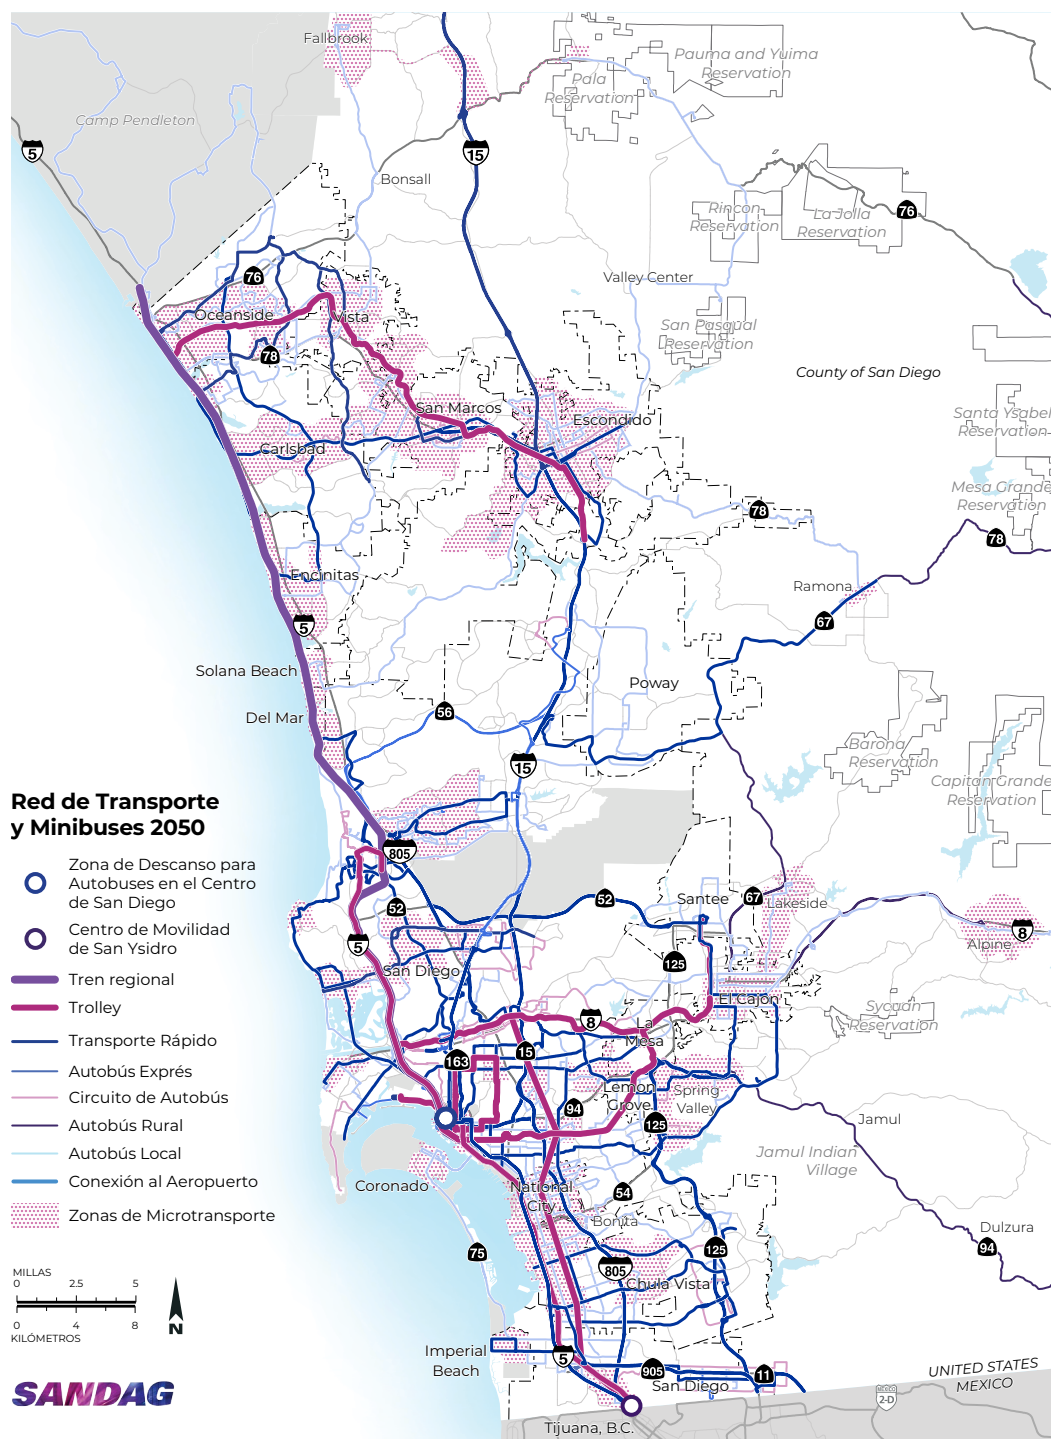 Fallbrook
Pauma and Yuima
Reservation
Pala
Reservation
Camp Pendleton
5
15
Bonsall
Rincon
Reservation
La Jolla
Reservation
76
76
Valley Center
Oceanside
Vista
San Pasqual
Reservation
78
County of San Diego
San Marcos
Escondido
Santa Ysabel
Reservation
Carlsbad
Mesa Grande
Reservation
78
78
Encinitas
Ramona
5
67
Solana Beach
Poway
Del Mar
56
Barona
Reservation
15
Capitan Grande
Reservation
Red de Transporte
y Minibuses 2050
805
Zona de Descanso para
Autobuses en el Centro
de San Diego
52
52
Santee
67
Lakeside
Centro de Movilidad
de San Ysidro
5
8
Alpine
125
San Diego
Tren regional
Trolley
El Cajon
Sycuan
Reservation
8
La
Mesa
Transporte Rápido
163
15
Autobús Exprés
Lemon
Grove
Spring
Valley
Circuito de Autobús
94
125
Jamul
Autobús Rural
Autobús Local
Jamul Indian
Village
Conexión al Aeropuerto
Coronado
National
City
54
Zonas de Microtransporte
Bonita
Dulzura
94
75
125
805
Chula Vista
MILLAS
0 2.5 5
0 4 8
KILÓMETROS
N
Imperial
Beach
5
905
San Diego
11
UNITED STATES
MEXICO
MÉXICO
2-D
SANDAG
Tijuana, B.C.